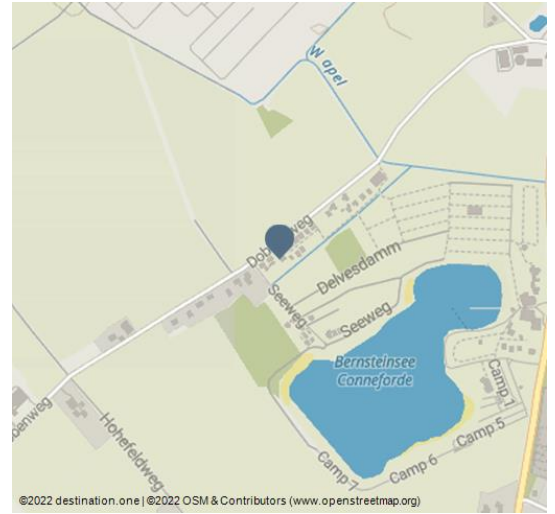 W apel
Delvesdamm
Seeweg
Seeweg
Bernsteinsee
Conneforde
Camp 1
Camp 5
Camp 6
Camp 7
Hohefeldweg
©2022 destination.one | ©2022 OSM & Contributors (www.openstreetmap.org)